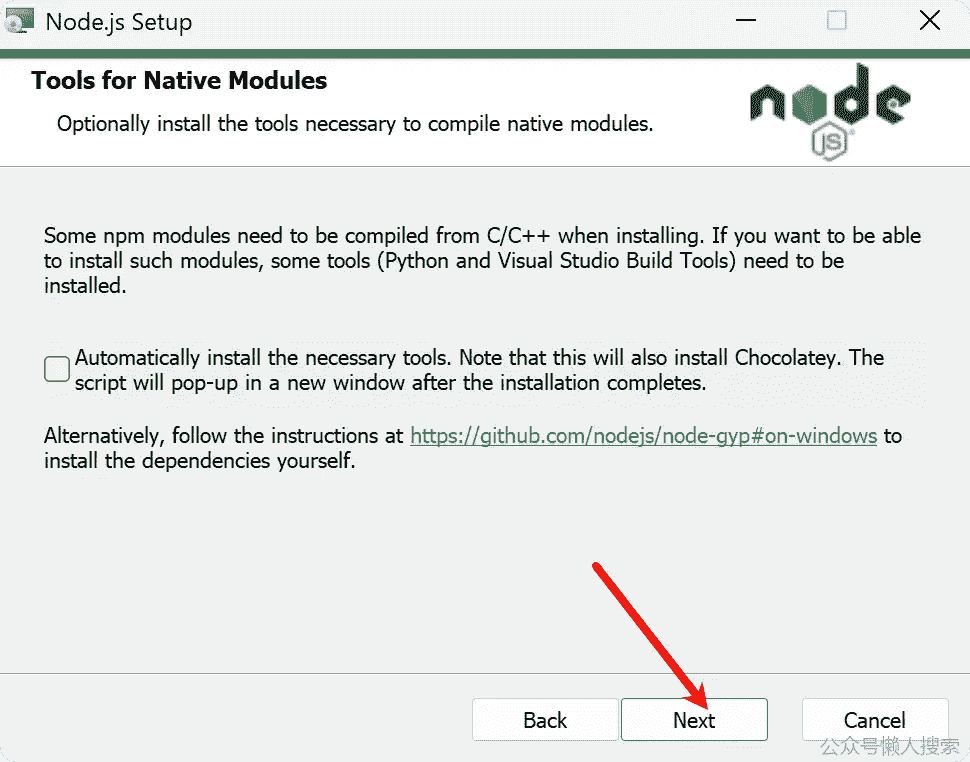 Node.js Setup
Tools for Native Modules
Optionally install the tools necessary to compile native modules.
node
JS
Some npm modules need to be compiled from C/C++ when installing. If you want to be able
to install such modules, some tools (Python and Visual Studio Build Tools) need to be
installed.
Automatically install the necessary tools. Note that this will also install Chocolatey. The
script will pop-up in a new window after the installation completes.
Alternatively, follow the instructions at https://github.com/nodejs/node-gyp#on-windows to
install the dependencies yourself.
Back
Next
Cancel
公众号懒人搜索